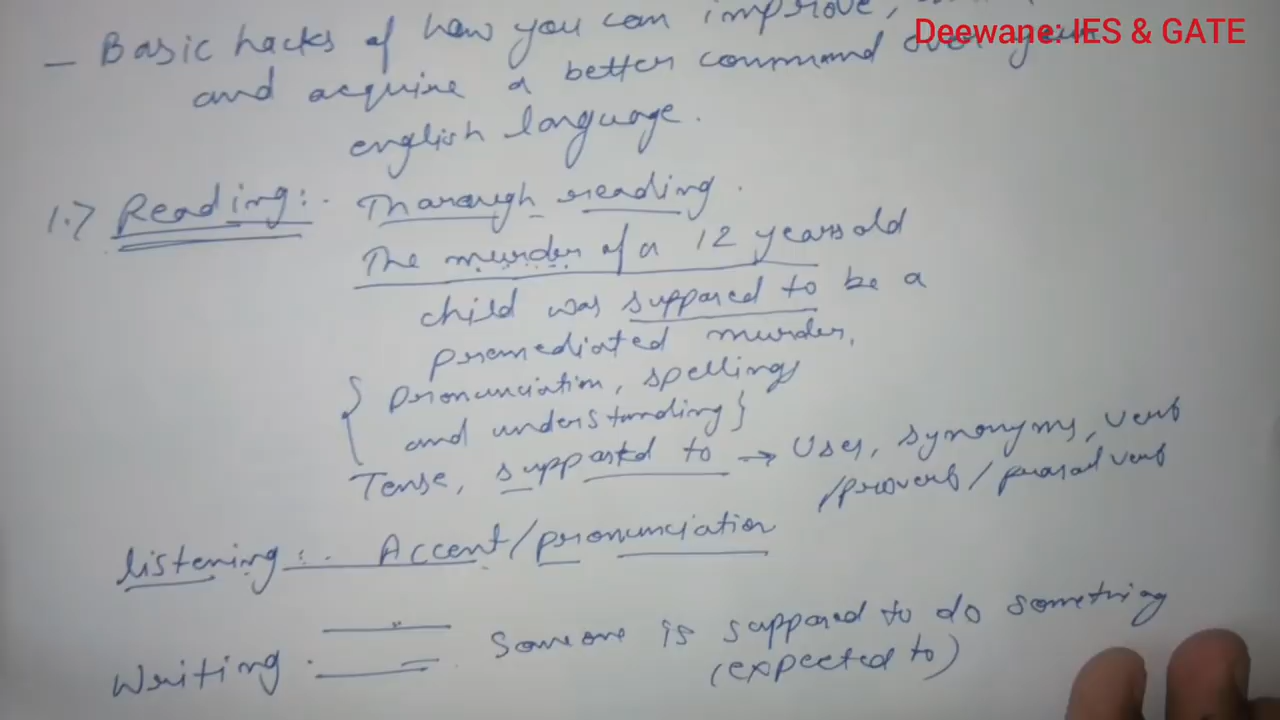 - Basic hacks of how you can improve,
Deewane: IES & GATE
and acquire a better command over your
english language.
1.7 Reading:- Thorough reading.
The murder of a 12 years old
child was supposed to be a
premediated murder.
{ pronunciation, spellings
and understanding }
Tense, supposed to → Uses, synonyms, verb
/proverb/ phrasal verb
listening:- Accent/pronunciation
Writing Someone is supposed to do something
(expected to)